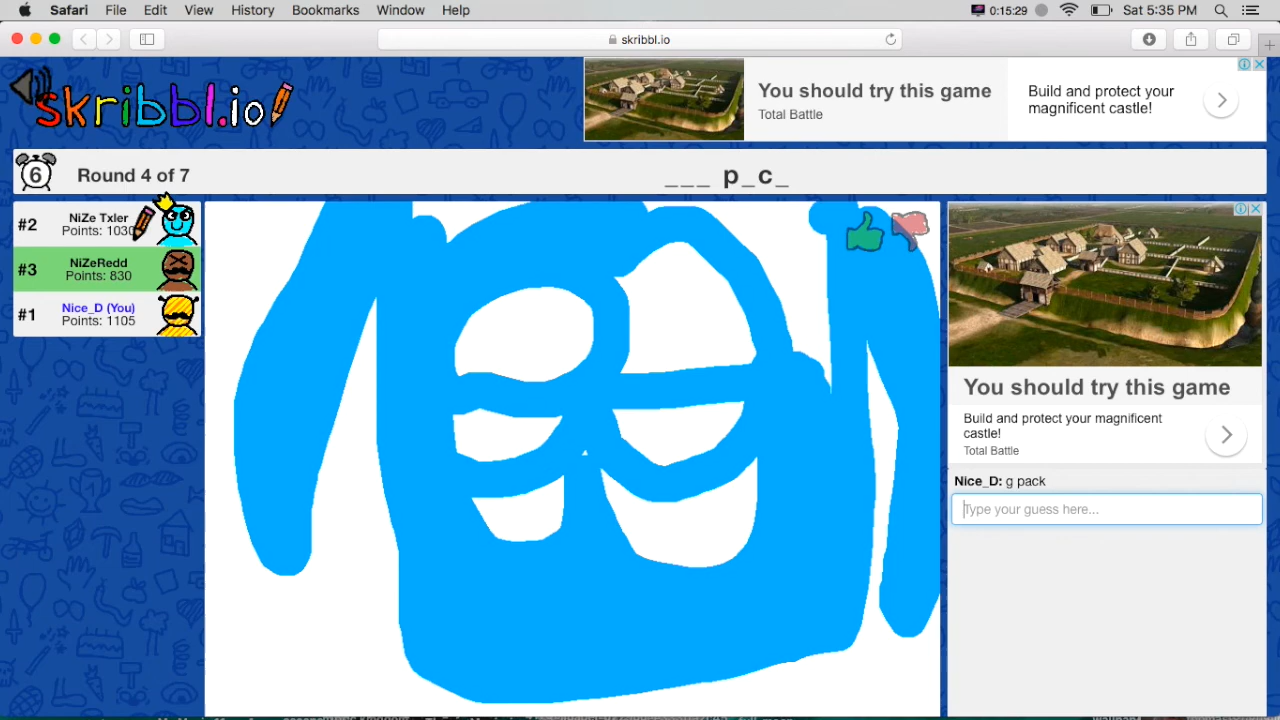 Safari File Edit View History Bookmarks Window Help 0:15:29 Sat 5:35 PM
skribbl.io
skribbl.io
You should try this game
Total Battle
Build and protect your
magnificent castle!
6 Round 4 of 7 ___ p_c_
#2 NiZe Txler
Points: 1030
#3 NiZeRedd
Points: 830
#1 Nice_D (You)
Points: 1105
You should try this game
Build and protect your magnificent
castle!
Total Battle
Nice_D: g pack
Type your guess here...